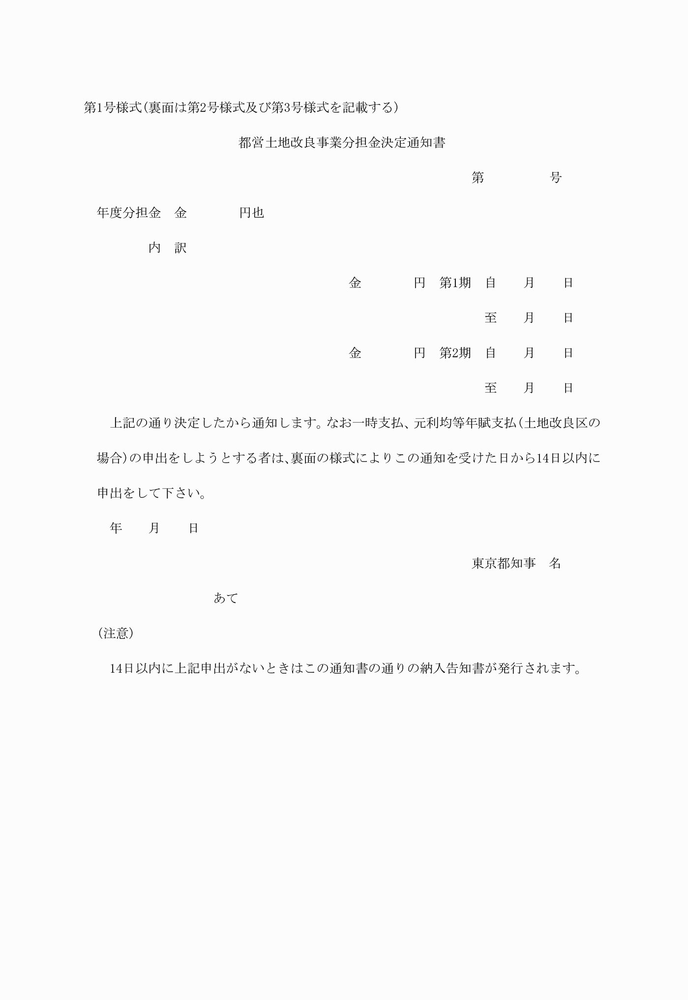 第1号様式(裏面は第2号様式及び第3号様式を記載する)
都営土地改良事業分担金決定通知書
第　　　　　号
年度分担金　金　　　　円也
内　訳
金　　　　円　第1期　自　　月　　日
至　　月　　日
金　　　　円　第2期　自　　月　　日
至　　月　　日
上記の通り決定したから通知します。なお一時支払、元利均等年賦支払(土地改良区の
場合)の申出をしようとする者は、裏面の様式によりこの通知を受けた日から14日以内に
申出をして下さい。
年　　月　　日
東京都知事　名
あて
(注意)
14日以内に上記申出がないときはこの通知書の通りの納入告知書が発行されます。